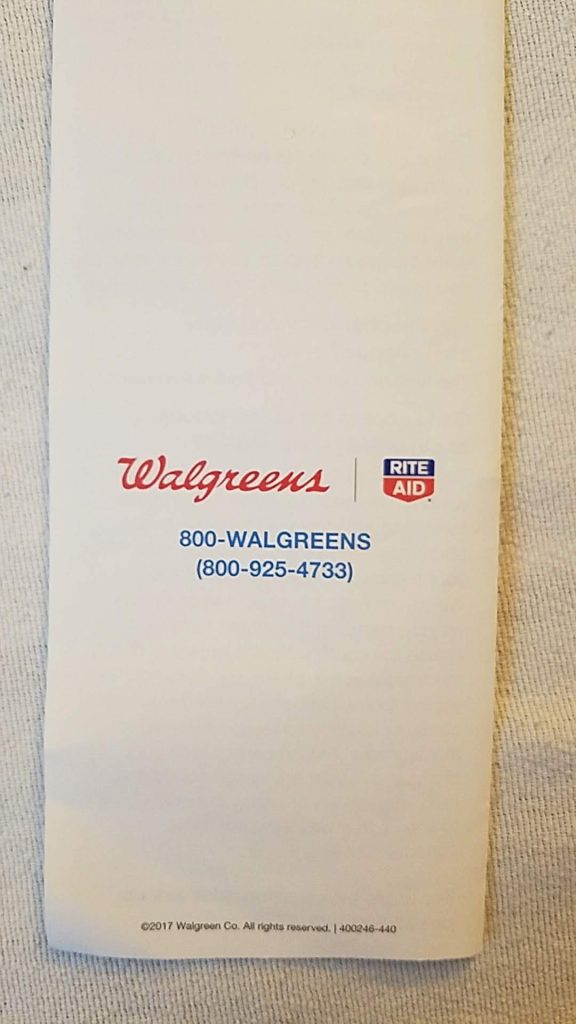 Walgreens | RITE AID
800-WALGREENS
(800-925-4733)
©2017 Walgreen Co. All rights reserved. | 400246-440